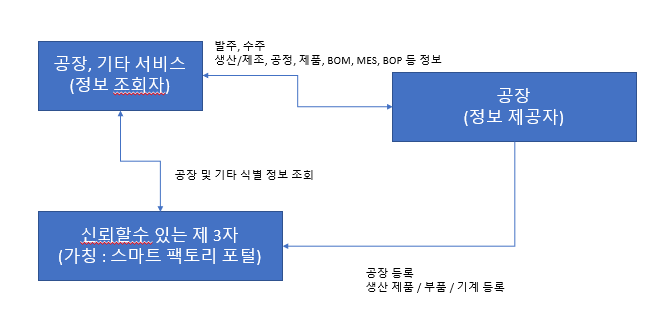 발주, 수주
생산/제조, 공정, 제품, BOM, MES, BOP 등 정보
공장, 기타 서비스
(정보 조회자)
공장
(정보 제공자)
공장 및 기타 식별 정보 조회
신뢰할수 있는 제 3자
(가칭 : 스마트 팩토리 포털)
공장 등록
생산 제품 / 부품 / 기계 등록